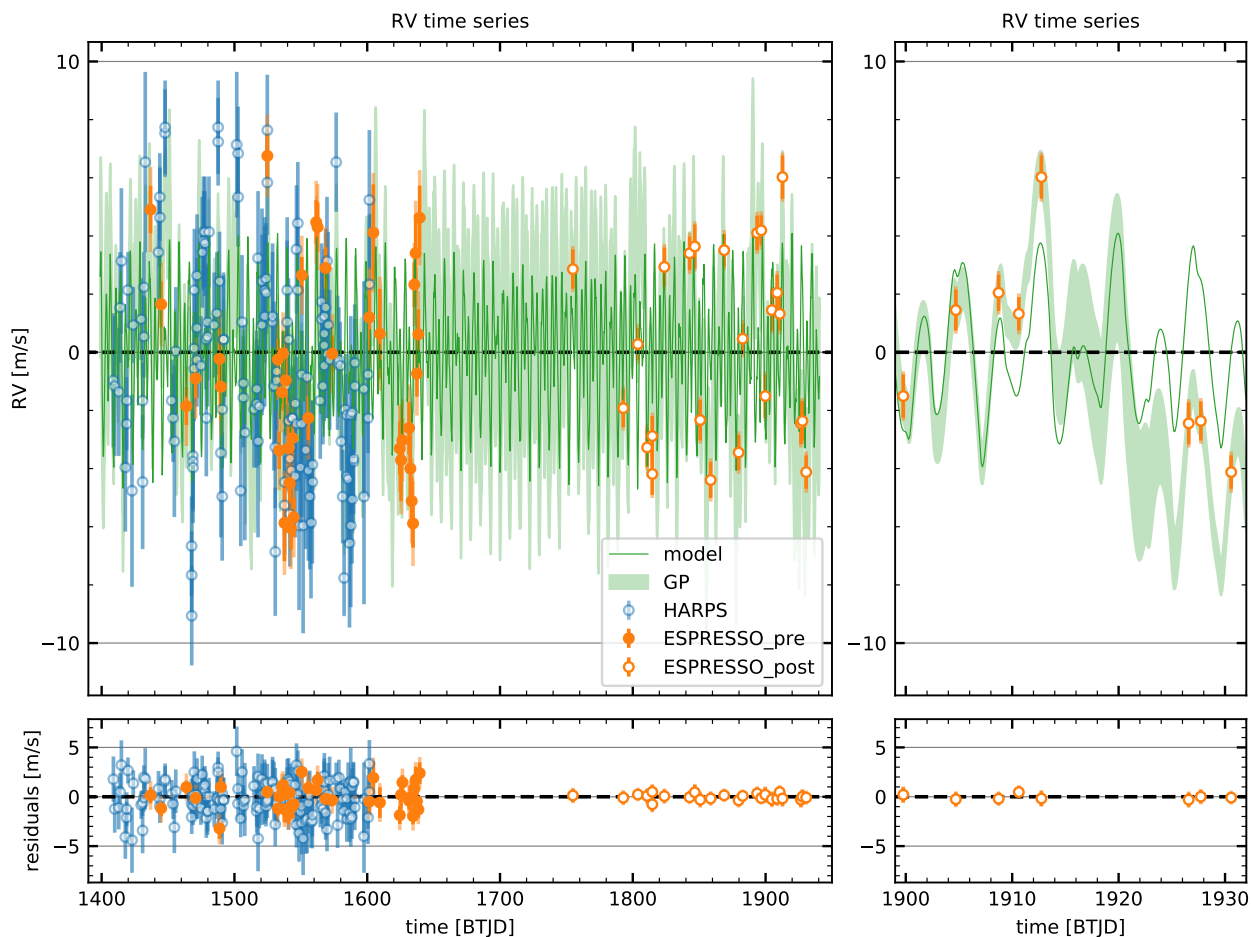 RV time series
RV time series
10
0
−10
RV [m/s]
10
0
−10
model
GP
HARPS
ESPRESSO_pre
ESPRESSO_post
5
0
−5
residuals [m/s]
5
0
−5
1400
1500
1600
1700
1800
1900
1900
1910
1920
1930
time [BTJD]
time [BTJD]